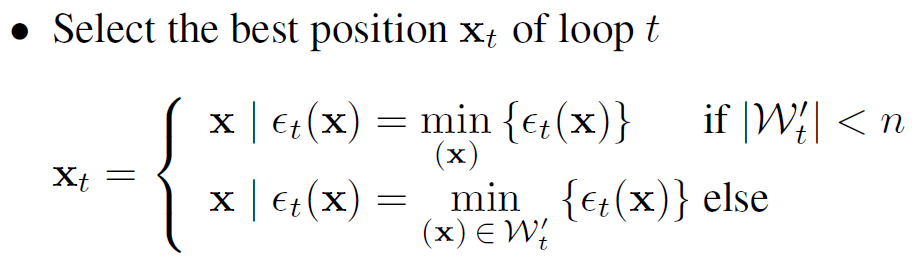 • Select the best position x_t of loop t
x_t = { x | ϵ_t(x) = min_{(x)} {ϵ_t(x)} if |𝒲′_t| < n
x | ϵ_t(x) = min_{(x) ∈ 𝒲′_t} {ϵ_t(x)} else